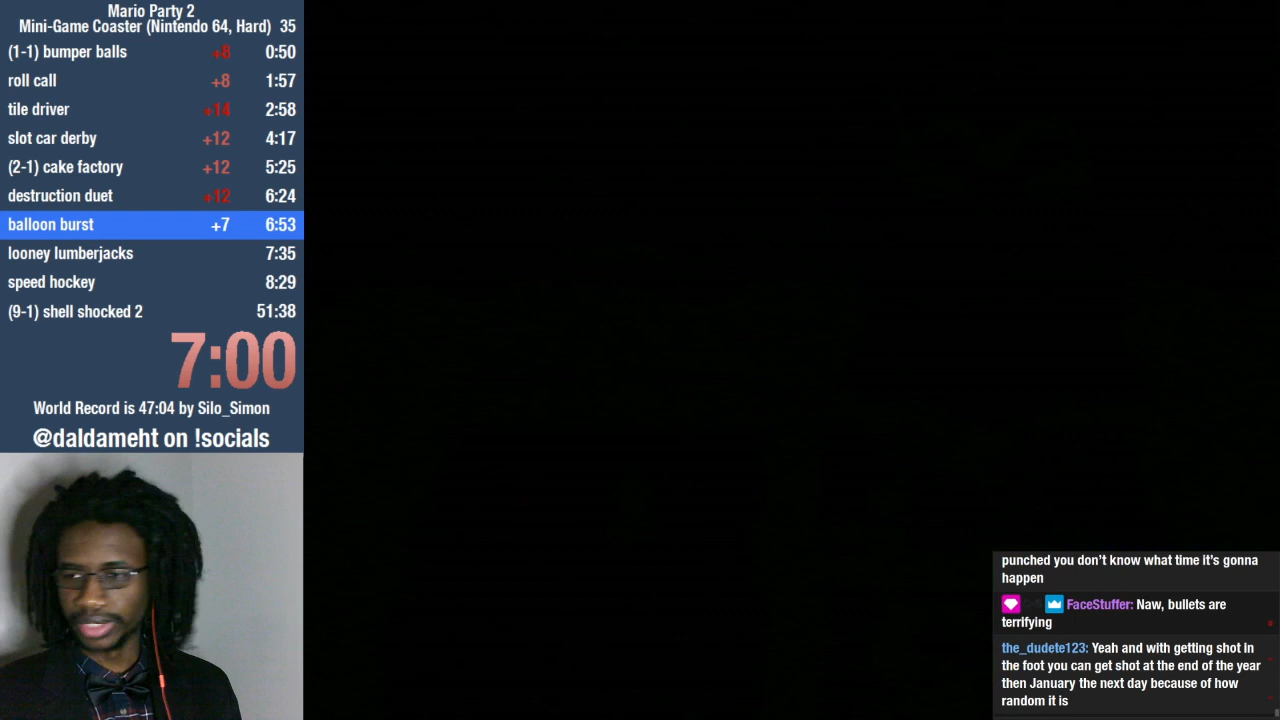 Mario Party 2
Mini-Game Coaster (Nintendo 64, Hard) 35
(1-1) bumper balls +8 0:50
roll call +8 1:57
tile driver +14 2:58
slot car derby +12 4:17
(2-1) cake factory +12 5:25
destruction duet +12 6:24
balloon burst +7 6:53
looney lumberjacks 7:35
speed hockey 8:29
(9-1) shell shocked 2 51:38
7:00
World Record is 47:04 by Silo_Simon
@daldameht on !socials
punched you don't know what time it's gonna
happen
FaceStuffer: Naw, bullets are
terrifying
the_dudete123: Yeah and with getting shot in
the foot you can get shot at the end of the year
then January the next day because of how
random it is